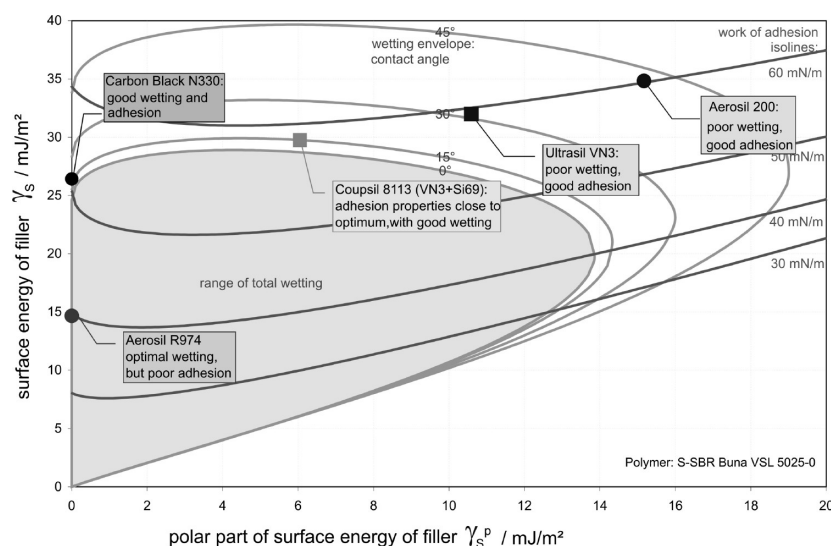 40
35
30
25
20
15
10
5
0
surface energy of filler γs / mJ/m²
0 2 4 6 8 10 12 14 16 18 20
polar part of surface energy of filler γsᵖ / mJ/m²
wetting envelope:
contact angle
45°
30°
15°
0°
work of adhesion
isolines:
60 mN/m
50 mN/m
40 mN/m
30 mN/m
Carbon Black N330:
good wetting and
adhesion
Aerosil 200:
poor wetting,
good adhesion
Ultrasil VN3:
poor wetting,
good adhesion
Coupsil 8113 (VN3+Si69):
adhesion properties close to
optimum,with good wetting
range of total wetting
Aerosil R974
optimal wetting,
but poor adhesion
Polymer: S-SBR Buna VSL 5025-0